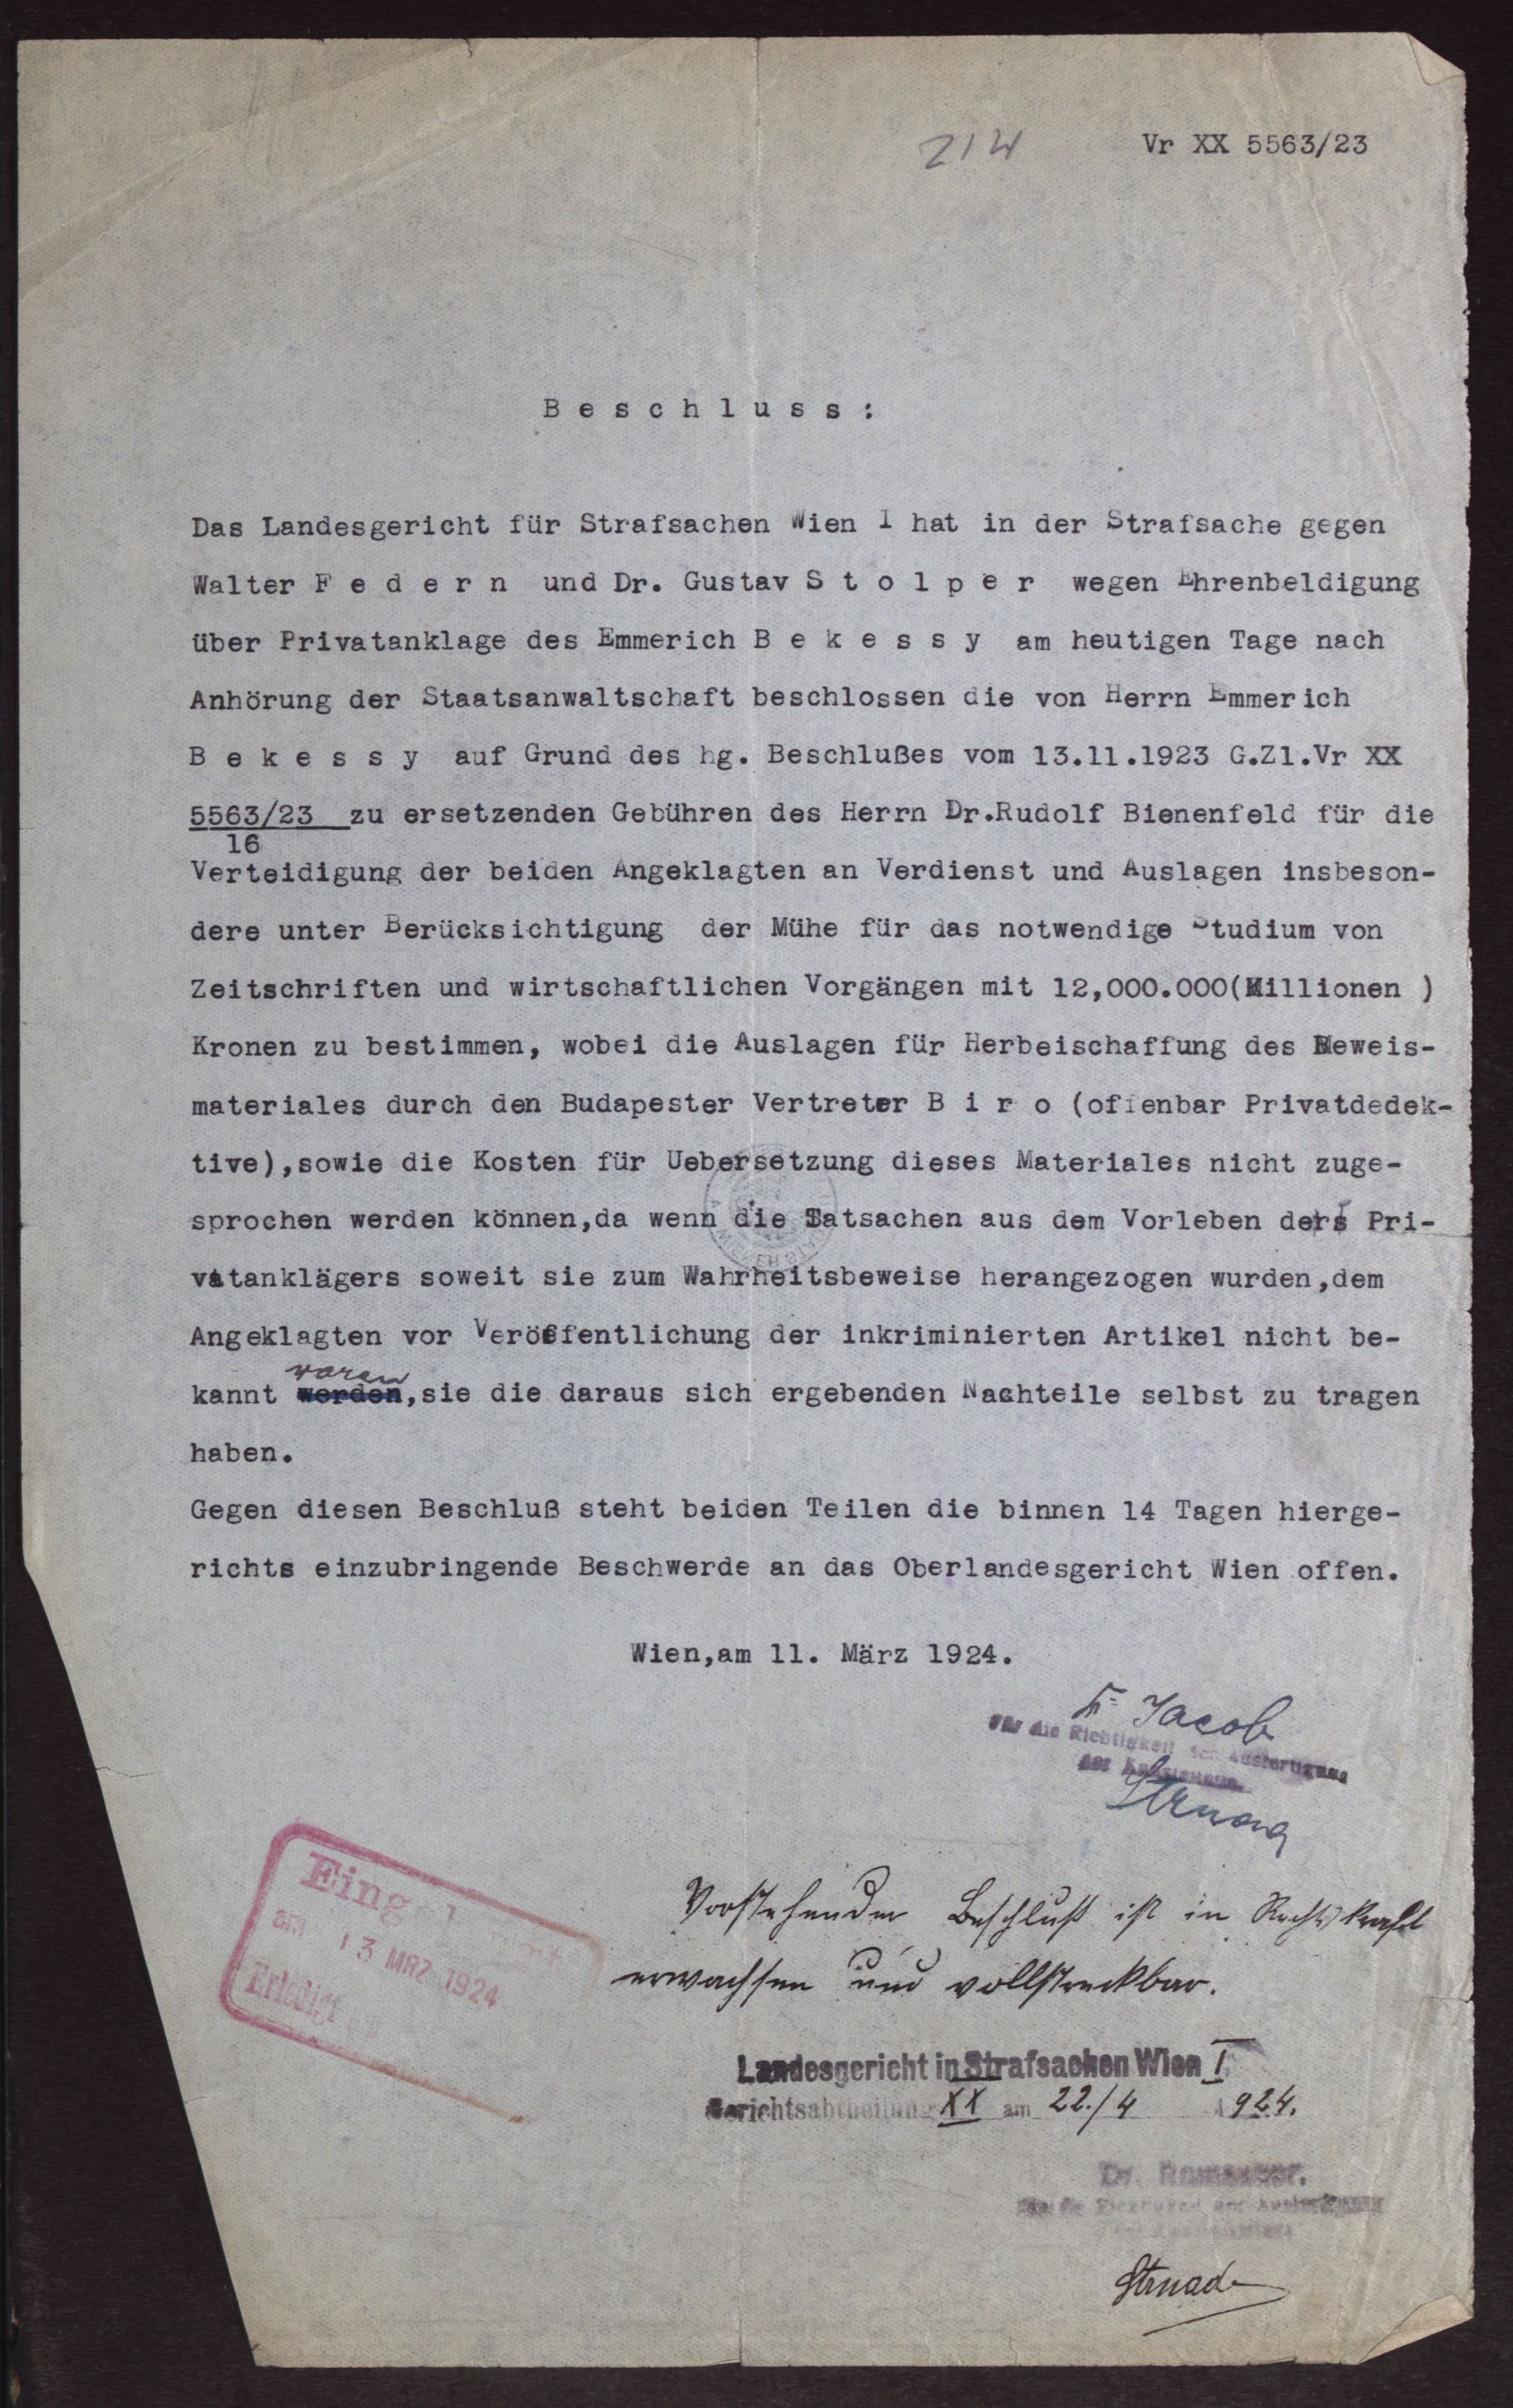 214 Vr XX 5563/23
Beschluss:
Das Landesgericht für Strafsachen Wien I hat in der Strafsache gegen
Walter Federn und Dr. Gustav Stolper wegen Ehrenbeldigung
über Privatanklage des Emmerich Bekessy am heutigen Tage nach
Anhörung der Staatsanwaltschaft beschlossen die von Herrn Emmerich
Bekessy auf Grund des hg. Beschlußes vom 13.11.1923 G.Zl.Vr XX
5563/23 zu ersetzenden Gebühren des Herrn Dr.Rudolf Bienenfeld für die
16
Verteidigung der beiden Angeklagten an Verdienst und Auslagen insbeson-
dere unter Berücksichtigung der Mühe für das notwendige Studium von
Zeitschriften und wirtschaftlichen Vorgängen mit 12,000.000(Millionen )
Kronen zu bestimmen, wobei die Auslagen für Herbeischaffung des Beweis-
materiales durch den Budapester Vertreter Biro (offenbar Privatdedek-
tive),sowie die Kosten für Uebersetzung dieses Materiales nicht zuge-
sprochen werden können,da wenn die Tatsachen aus dem Vorleben des Pri-
vatanklägers soweit sie zum Wahrheitsbeweise herangezogen wurden,dem
Angeklagten vor Veröffentlichung der inkriminierten Artikel nicht be-
waren
kannt werden,sie die daraus sich ergebenden Nachteile selbst zu tragen
haben.
Gegen diesen Beschluß steht beiden Teilen die binnen 14 Tagen hierge-
richts einzubringende Beschwerde an das Oberlandesgericht Wien offen.
Wien,am 11. März 1924.
Jacob
Für die Richtigkeit der Ausfertigung
Strnad
Vorstehender Beschluß ist in Rechtskraft
erwachsen und vollstreckbar.
am 13 MRZ 1924
Erledigt
Landesgericht in Strafsachen Wien I
Gerichtsabtheilung XX am 22./4 1924.
Dr.
Strnad